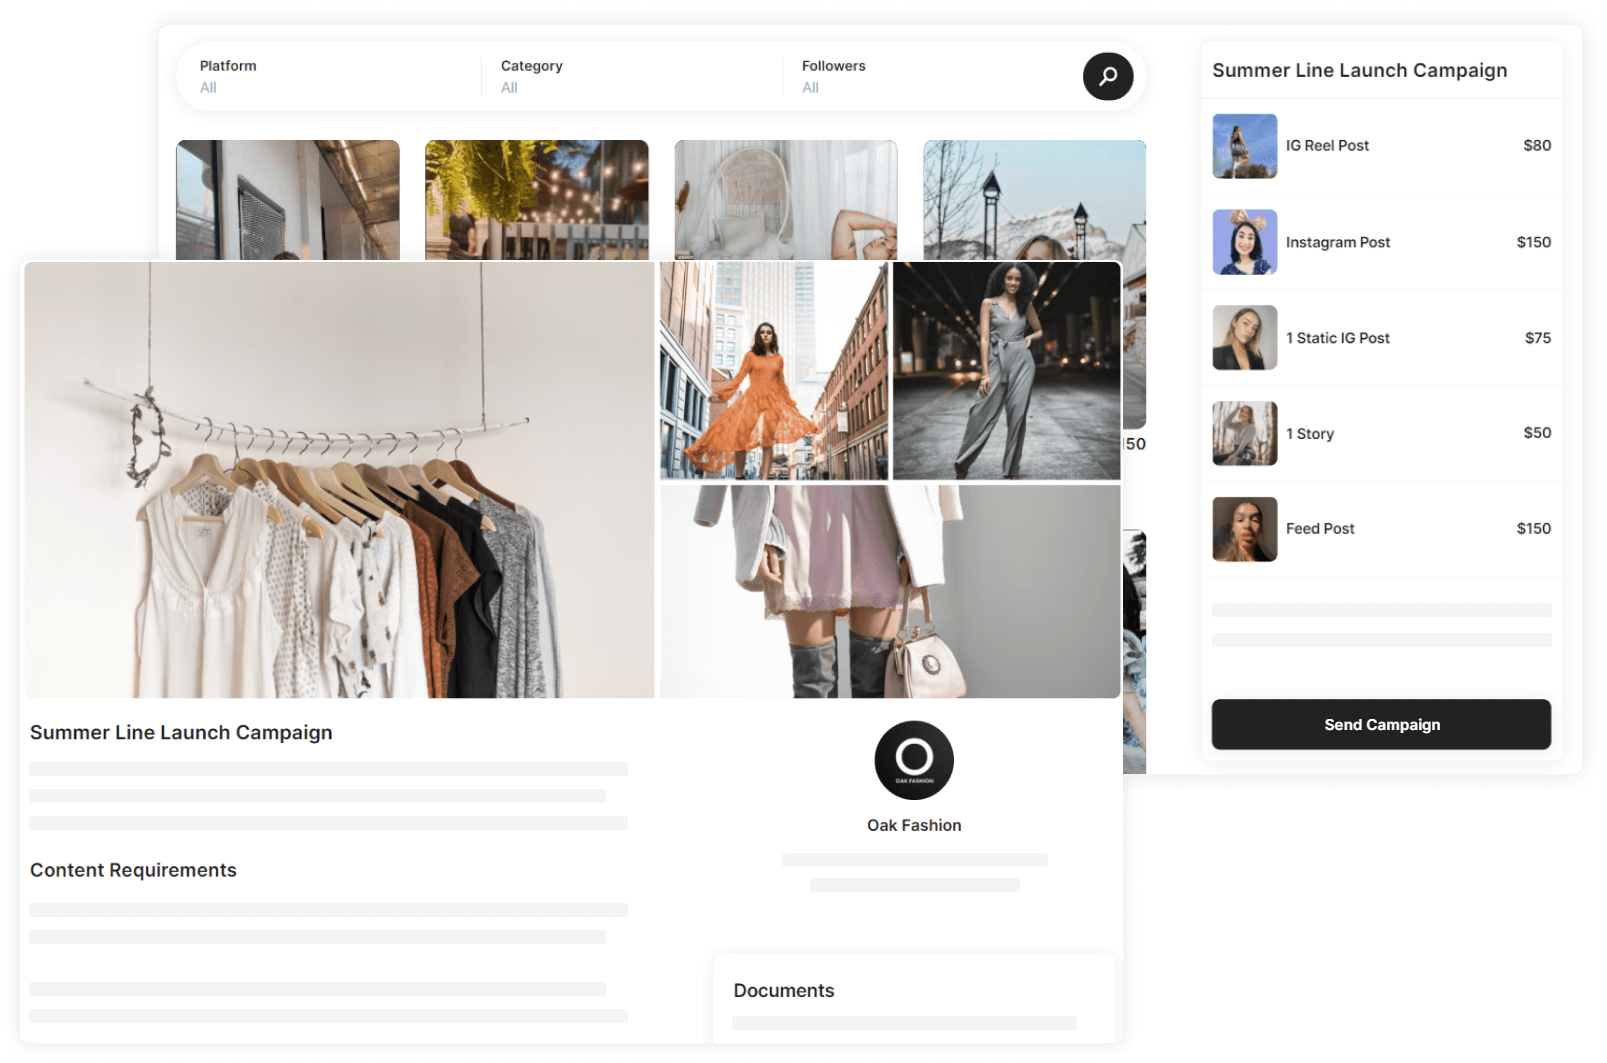 Platform
All
Category
All
Followers
All
Summer Line Launch Campaign
IG Reel Post
$80
Instagram Post
$150
1 Static IG Post
$75
1 Story
$50
Feed Post
$150
Send Campaign
150
Summer Line Launch Campaign
Content Requirements
OAK FASHION
Oak Fashion
Documents